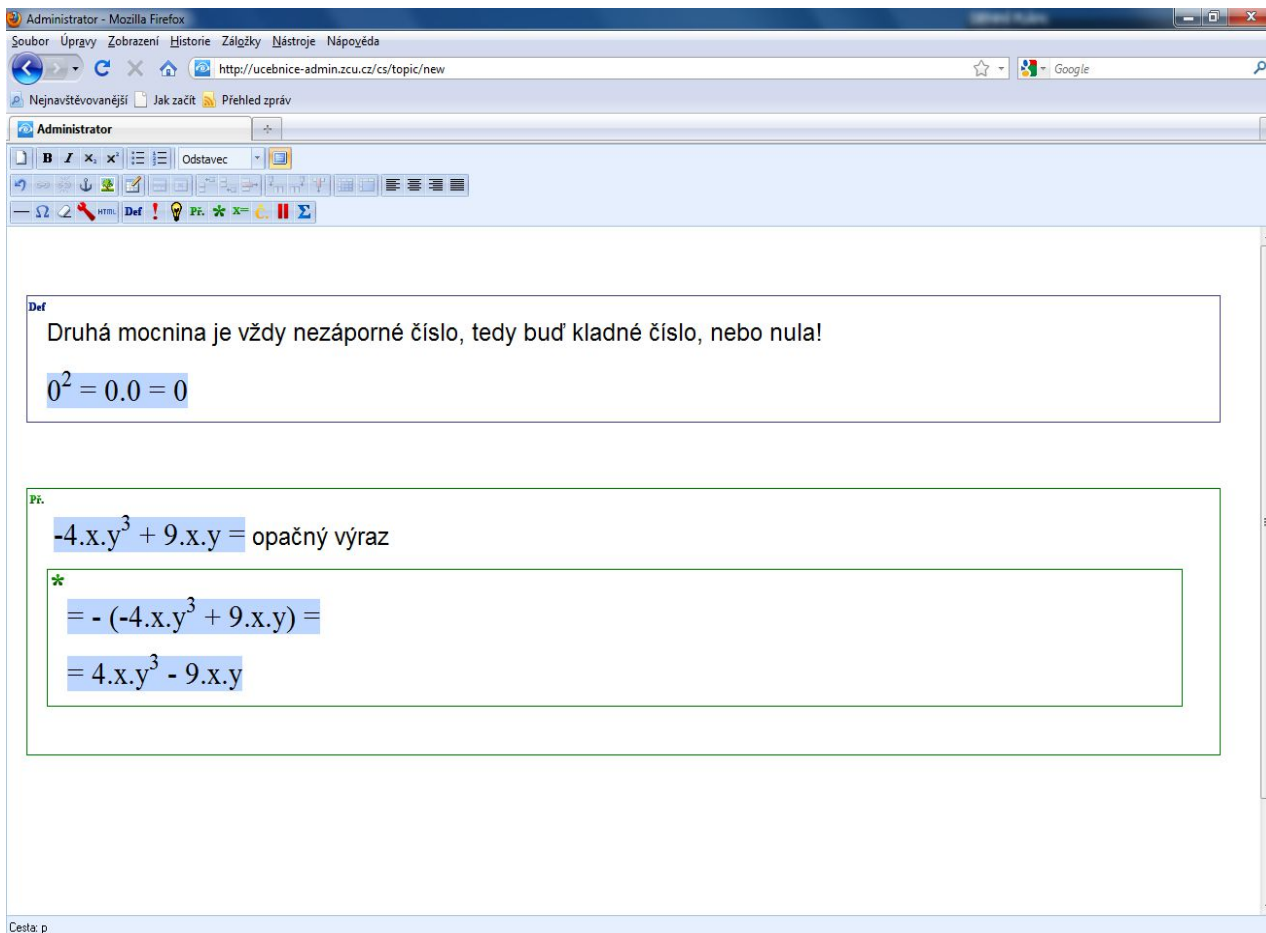 Administrator - Mozilla Firefox
Soubor Úpravy Zobrazení Historie Záložky Nástroje Nápověda
http://ucebnice-admin.zcu.cz/cs/topic/new Google
Nejnavštěvovanější Jak začít Přehled zpráv
Administrator
B I x₂ x² Odstavec
Ω HTML Def ! Př. * x= č. Σ
Def
Druhá mocnina je vždy nezáporné číslo, tedy buď kladné číslo, nebo nula!
0² = 0.0 = 0
Př.
-4.x.y³ + 9.x.y = opačný výraz
*
= - (-4.x.y³ + 9.x.y) =
= 4.x.y³ - 9.x.y
Cesta: p